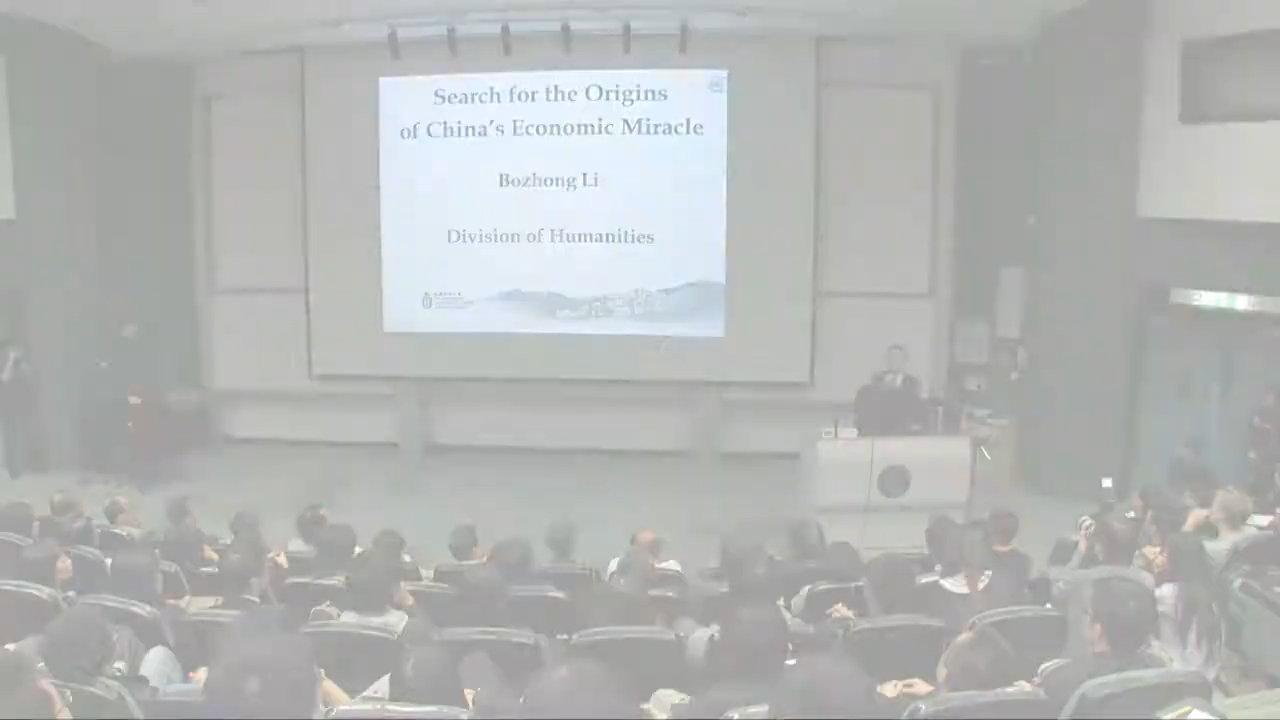 Search for the Origins
of China's Economic Miracle
Bozhong Li
Division of Humanities